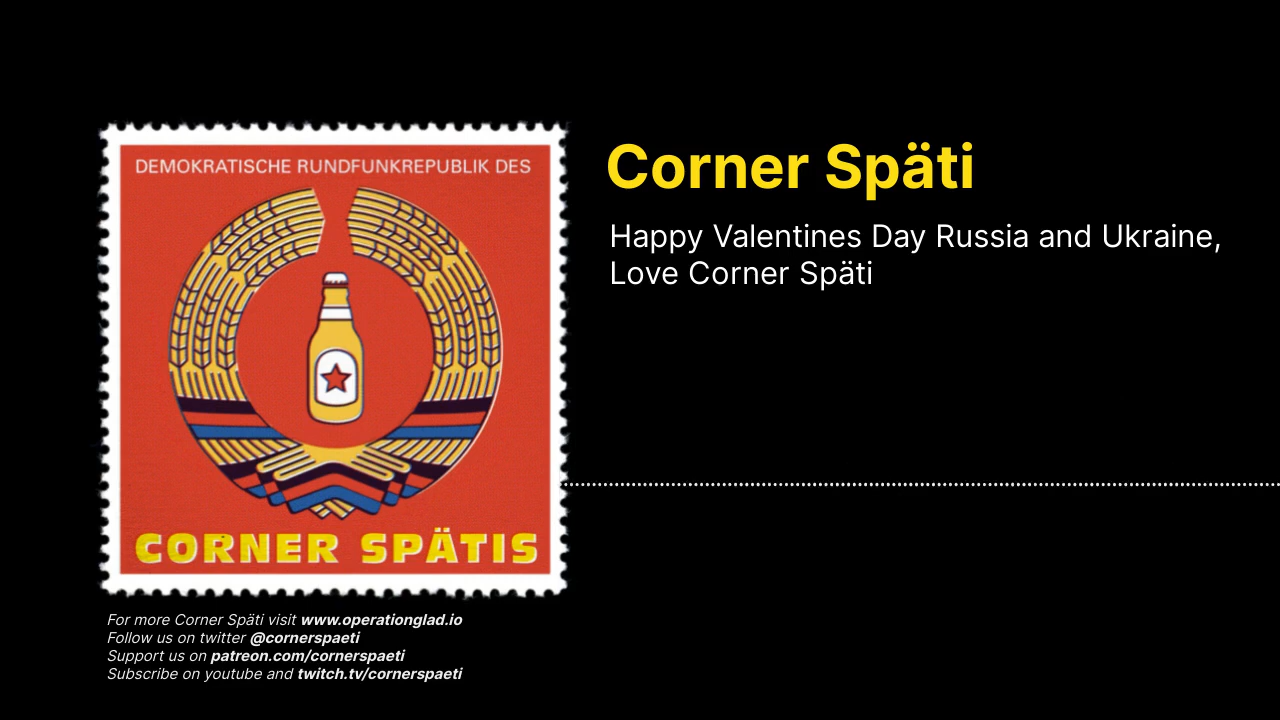 DEMOKRATISCHE RUNDFUNKREPUBLIK DES
CORNER SPÄTIS
Corner Späti
Happy Valentines Day Russia and Ukraine,
Love Corner Späti
For more Corner Späti visit www.operationglad.io
Follow us on twitter @cornerspaeti
Support us on patreon.com/cornerspaeti
Subscribe on youtube and twitch.tv/cornerspaeti